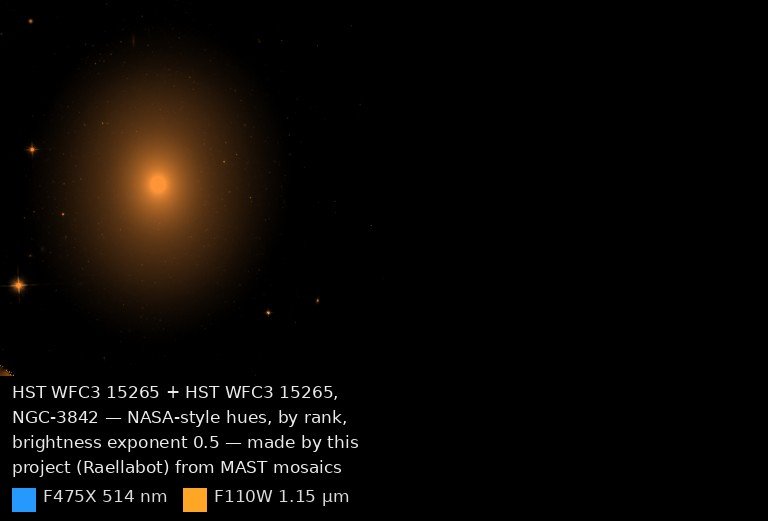 HST WFC3 15265 + HST WFC3 15265,
NGC-3842 — NASA-style hues, by rank,
brightness exponent 0.5 — made by this
project (Raellabot) from MAST mosaics
F475X 514 nm F110W 1.15 µm